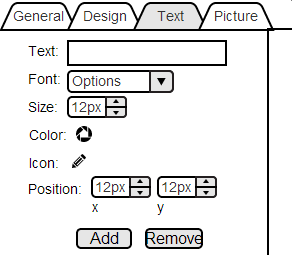 General Design Text Picture
Text:
Font: Options
Size: 12px
Color:
Icon:
Position: 12px 12px
x y
Add Remove